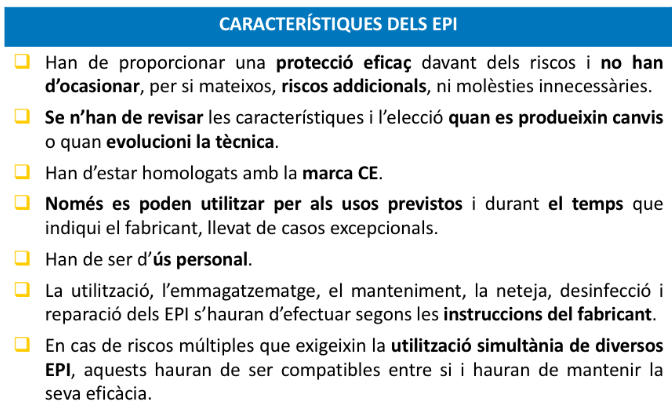 CARACTERÍSTIQUES DELS EPI
Han de proporcionar una protecció eficaç davant dels riscos i no han
d’ocasionar, per si mateixos, riscos addicionals, ni molèsties innecessàries.
Se n’han de revisar les característiques i l’elecció quan es produeixin canvis
o quan evolucioni la tècnica.
Han d’estar homologats amb la marca CE.
Només es poden utilitzar per als usos previstos i durant el temps que
indiqui el fabricant, llevat de casos excepcionals.
Han de ser d’ús personal.
La utilització, l’emmagatzematge, el manteniment, la neteja, desinfecció i
reparació dels EPI s’hauran d’efectuar segons les instruccions del fabricant.
En cas de riscos múltiples que exigeixin la utilització simultània de diversos
EPI, aquests hauran de ser compatibles entre si i hauran de mantenir la
seva eficàcia.